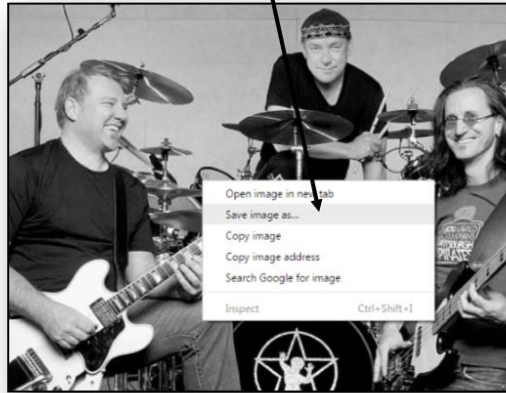 Open image in new tab
Save image as...
Copy image
Copy image address
Search Google for image
Inspect Ctrl+Shift+I